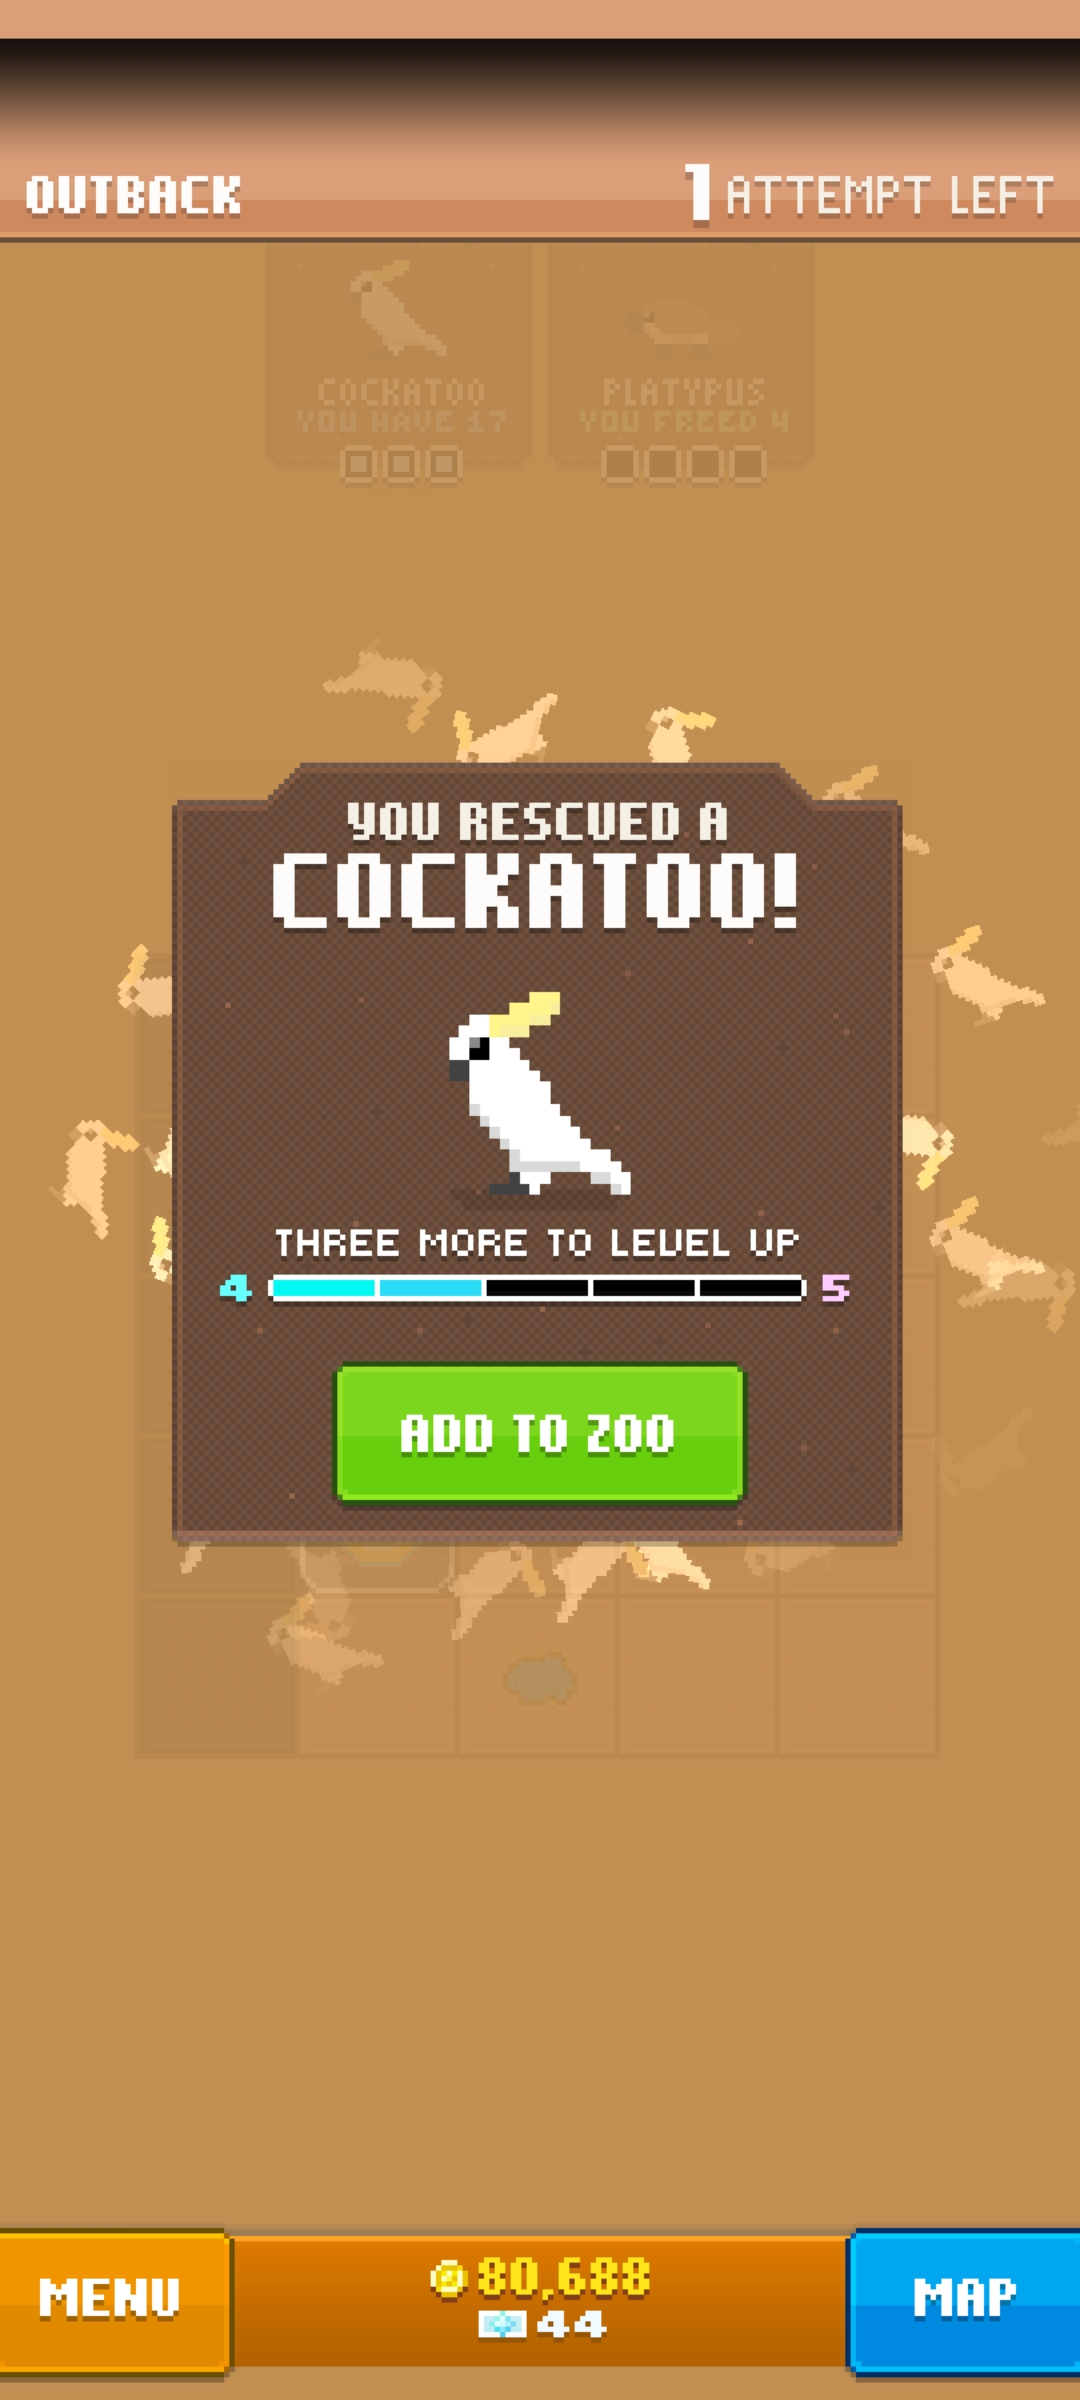 OUTBACK
1 ATTEMPT LEFT
COCKATOO
YOU HAVE 17
PLATYPUS
YOU FREED 4
YOU RESCUED A
COCKATOO!
THREE MORE TO LEVEL UP
4 5
ADD TO ZOO
MENU
80,688
44
MAP